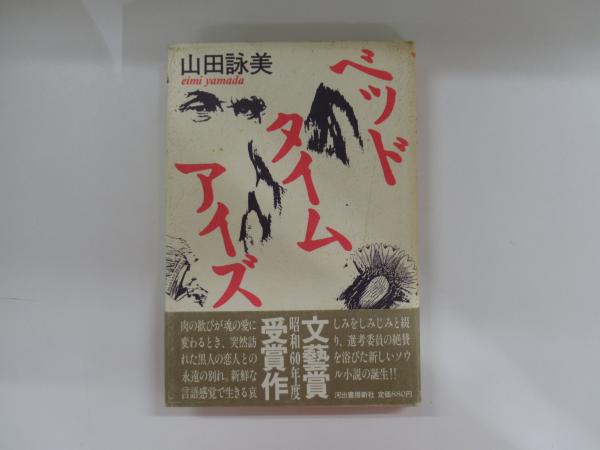 山田詠美
eimi yamada
ベッド
タイム
アイズ
文藝賞
昭和60年度
受賞作
肉の歓びが「魂の愛」に
変わるとき、突然訪
れた黒人の恋人との
永遠の別れ。新鮮な
言語感覚で生きる哀
しみをしみじみと綴
り、選考委員の絶賛
を浴びた新しいソウ
ル小説の誕生!!
河出書房新社 定価880円